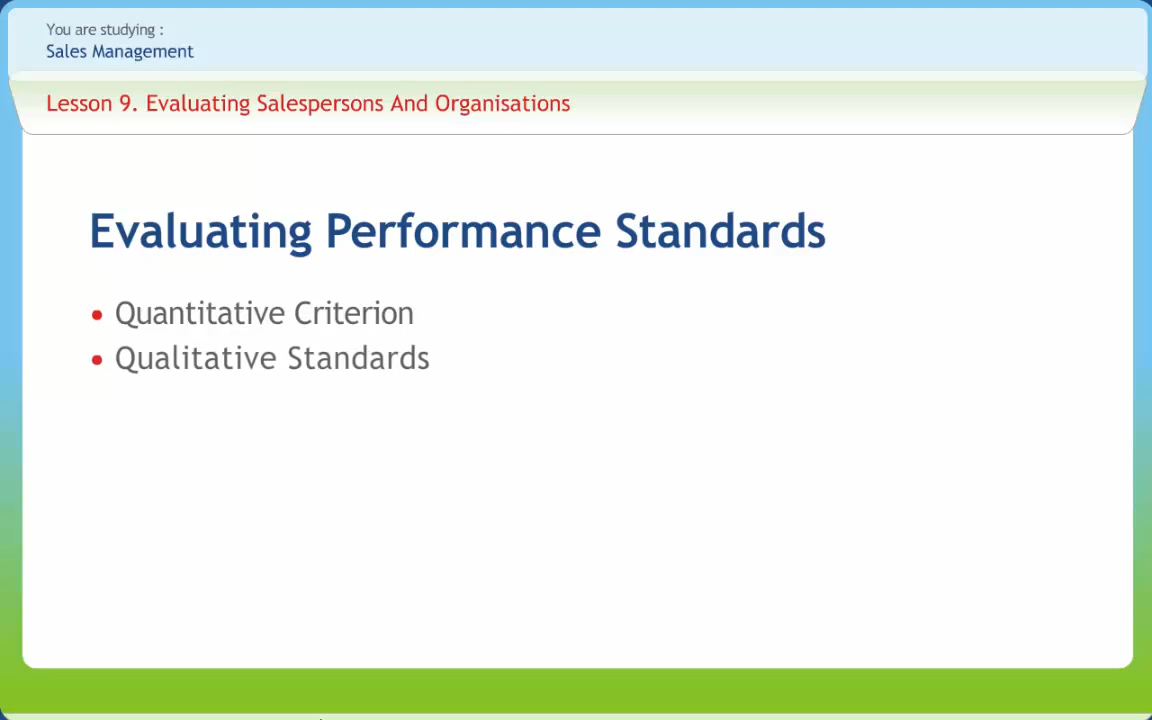 You are studying :
Sales Management
Lesson 9. Evaluating Salespersons And Organisations
Evaluating Performance Standards
• Quantitative Criterion
• Qualitative Standards